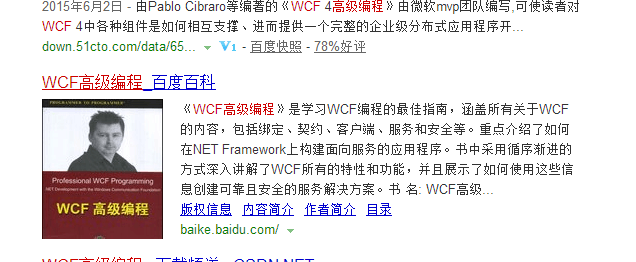 2015年6月2日 - 由Pablo Cibraro等编著的《WCF 4高级编程》由微软mvp团队编写,可使读者对
WCF 4中各种组件是如何相互支撑、进而提供一个完整的企业级分布式应用程序开...
down.51cto.com/data/65... V1 - 百度快照 - 78%好评
WCF高级编程_百度百科
PROGRAMMER TO PROGRAMMER
Professional WCF Programming
.NET Development with the Windows Communication Foundation
WCF 高级编程
《WCF高级编程》是学习WCF编程的最佳指南，涵盖所有关于WCF
的内容，包括绑定、契约、客户端、服务和安全等。重点介绍了如何
在NET Framework上构建面向服务的应用程序。书中采用循序渐进的
方式深入讲解了WCF所有的特性和功能，并且展示了如何使用这些信
息创建可靠且安全的服务解决方案。书 名: WCF高级...
版权信息 内容简介 作者简介 目录
baike.baidu.com/
WCF高级编程 - 下载频道 - CSDN.NET